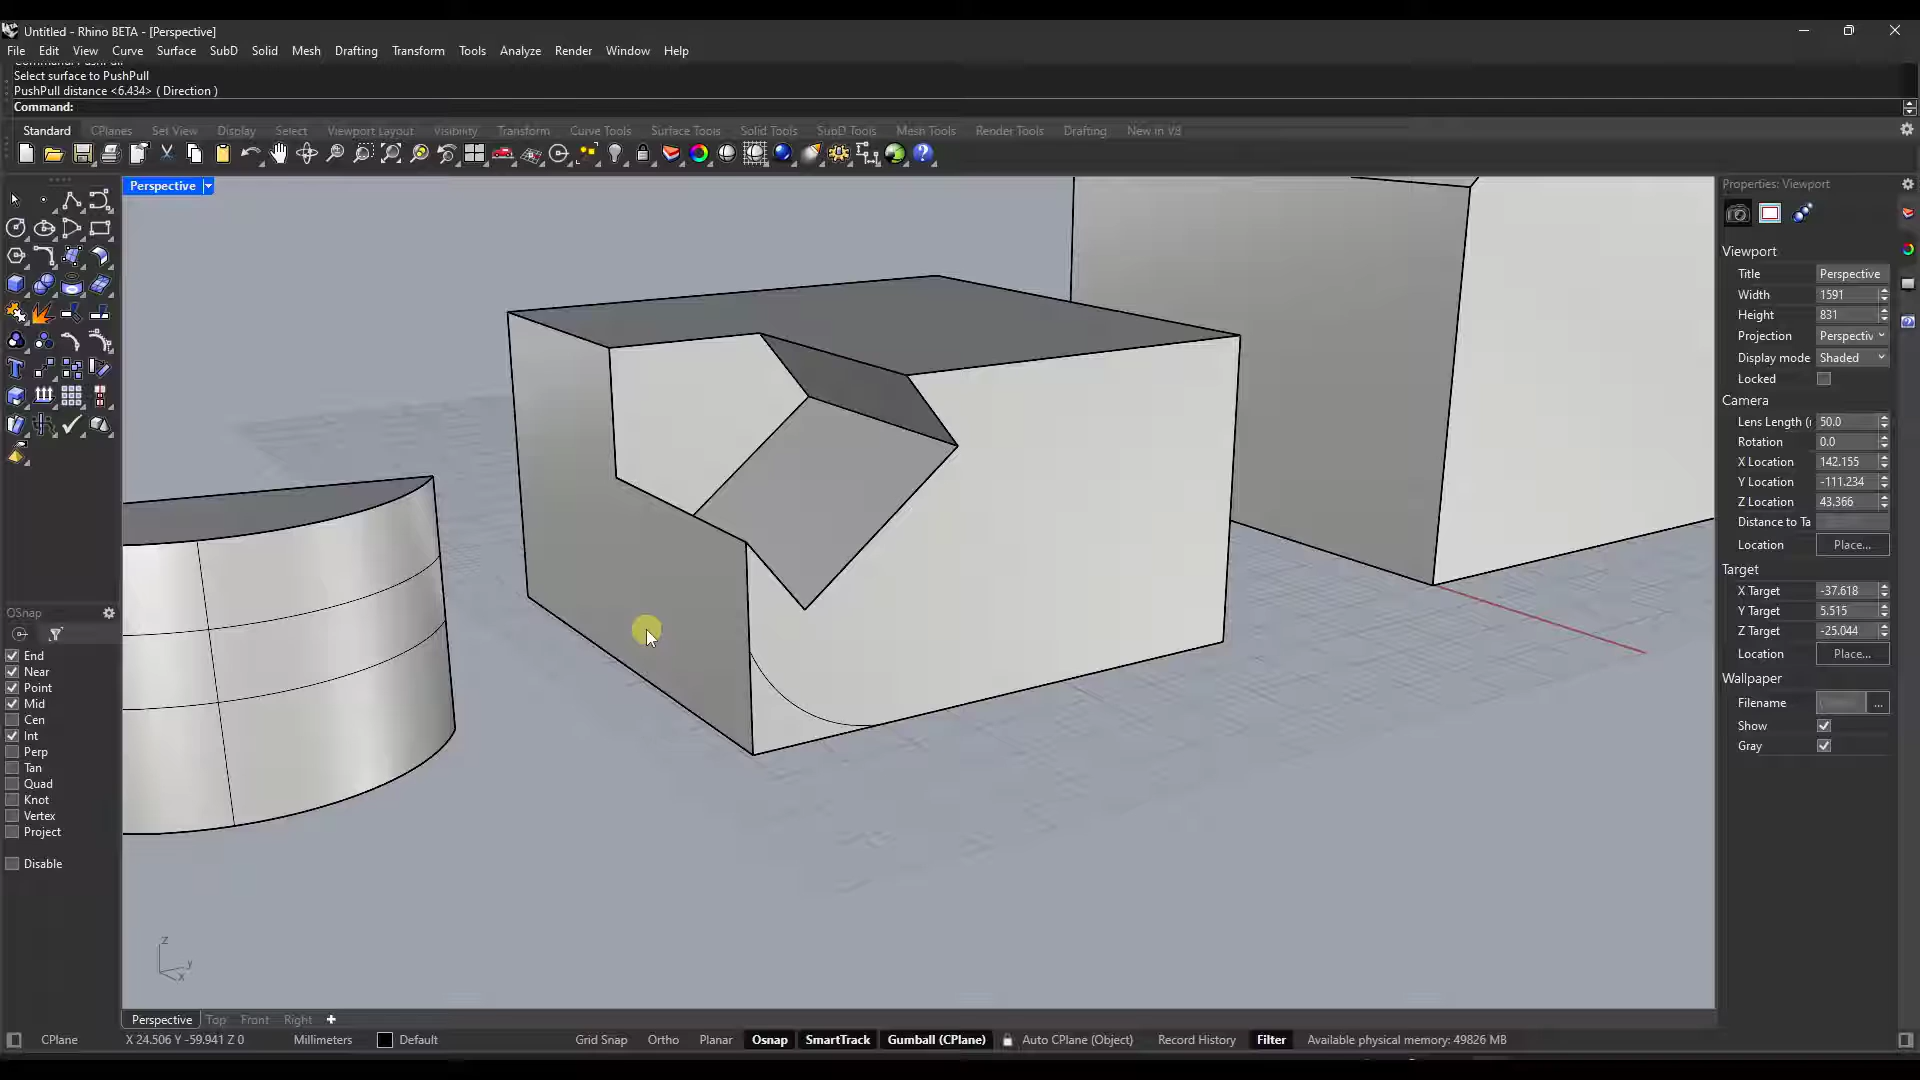 Untitled - Rhino BETA - [Perspective]
File Edit View Curve Surface SubD Solid Mesh Drafting Transform Tools Analyze Render Window Help
Select surface to PushPull
PushPull distance <6.434> ( Direction )
Command:
Standard CPlanes Set View Display Select Viewport Layout Visibility Transform Curve Tools Surface Tools Solid Tools SubD Tools Mesh Tools Render Tools Drafting New in V8
Perspective
Properties: Viewport
Viewport
Title Perspective
Width 1591
Height 831
Projection Perspectiv
Display mode Shaded
Locked
Camera
Lens Length (r 50.0
Rotation 0.0
X Location 142.155
Y Location -111.234
Z Location 43.366
Distance to Ta
Location Place...
Target
X Target -37.618
Y Target 5.515
Z Target -25.044
Location Place...
Wallpaper
Filename ...
Show
Gray
OSnap
End
Near
Point
Mid
Cen
Int
Perp
Tan
Quad
Knot
Vertex
Project
Disable
z
y
x
Perspective Top Front Right
CPlane X 24.506 Y -59.941 Z 0 Millimeters Default Grid Snap Ortho Planar Osnap SmartTrack Gumball (CPlane) Auto CPlane (Object) Record History Filter Available physical memory: 49826 MB